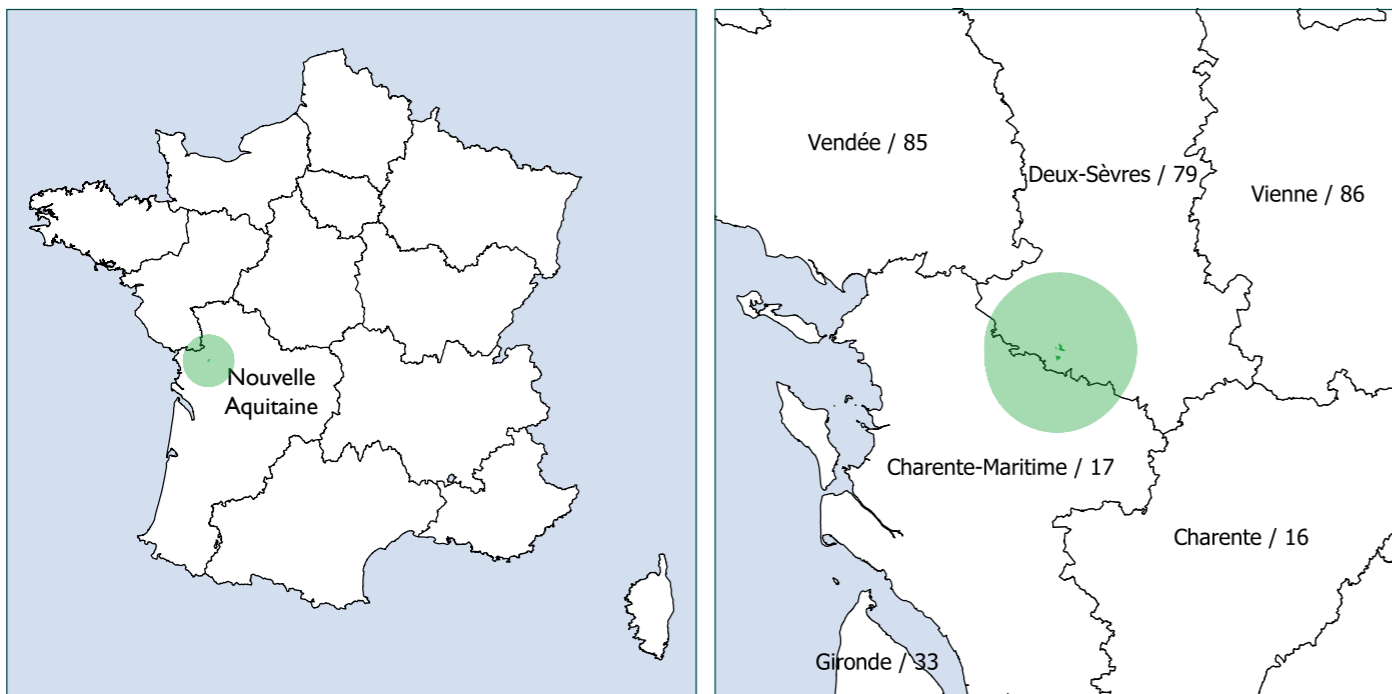 Nouvelle
Aquitaine
Vendée / 85
Deux-Sèvres / 79
Vienne / 86
Charente-Maritime / 17
Charente / 16
Gironde / 33